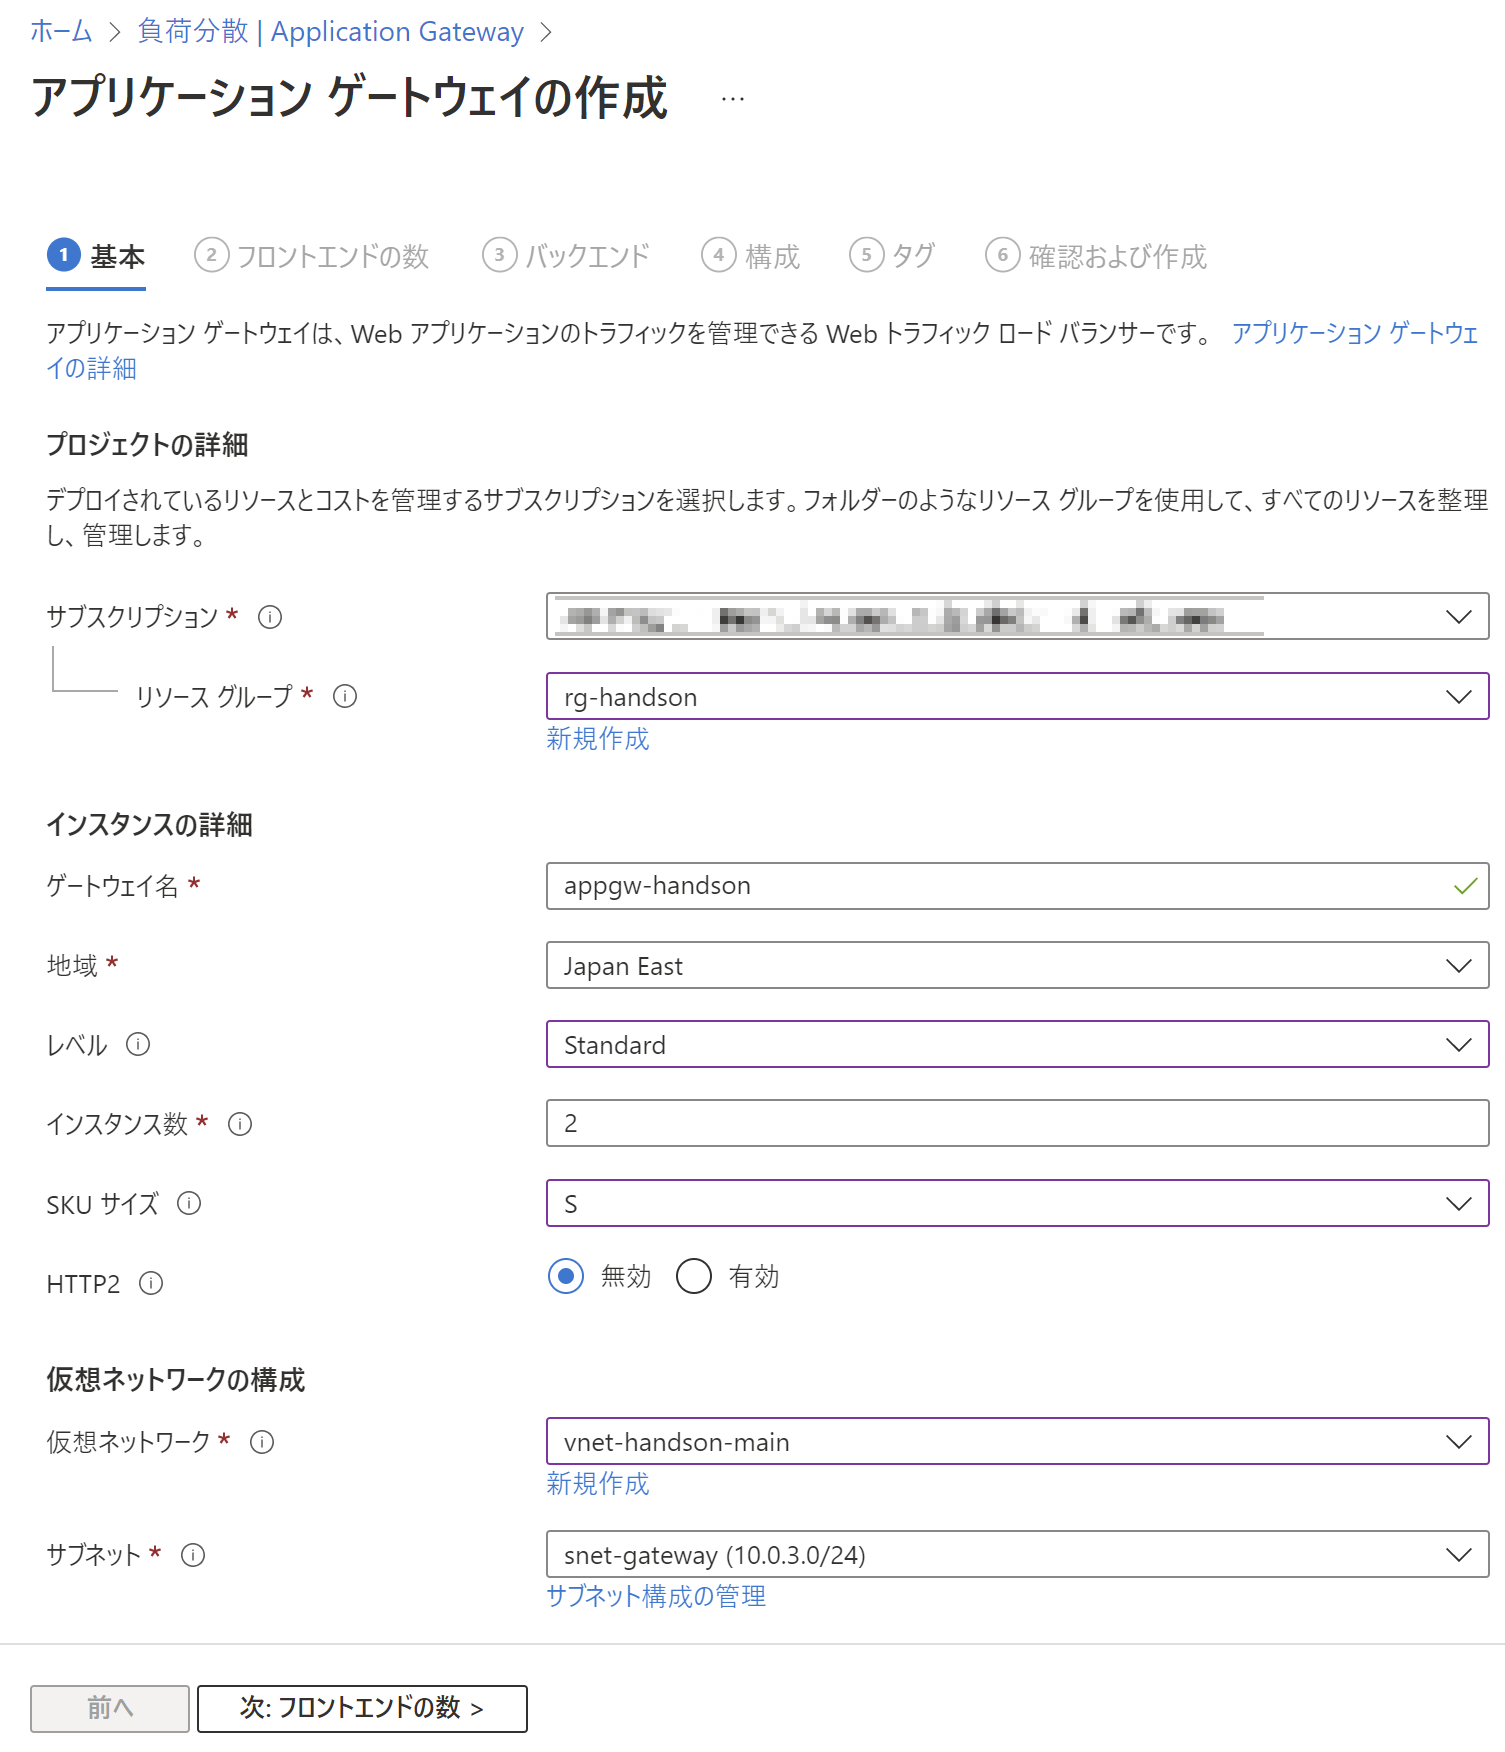 ホーム > 負荷分散 | Application Gateway >
アプリケーション ゲートウェイの作成 …
1 基本 2 フロントエンドの数 3 バックエンド 4 構成 5 タグ 6 確認および作成
アプリケーション ゲートウェイは、Web アプリケーションのトラフィックを管理できる Web トラフィック ロード バランサーです。 アプリケーション ゲートウェ
イの詳細
プロジェクトの詳細
デプロイされているリソースとコストを管理するサブスクリプションを選択します。フォルダーのようなリソース グループを使用して、すべてのリソースを整理
し、管理します。
サブスクリプション *
リソース グループ * rg-handson
新規作成
インスタンスの詳細
ゲートウェイ名 * appgw-handson
地域 * Japan East
レベル Standard
インスタンス数 * 2
SKU サイズ S
HTTP2 無効 有効
仮想ネットワークの構成
仮想ネットワーク * vnet-handson-main
新規作成
サブネット * snet-gateway (10.0.3.0/24)
サブネット構成の管理
前へ 次: フロントエンドの数 >